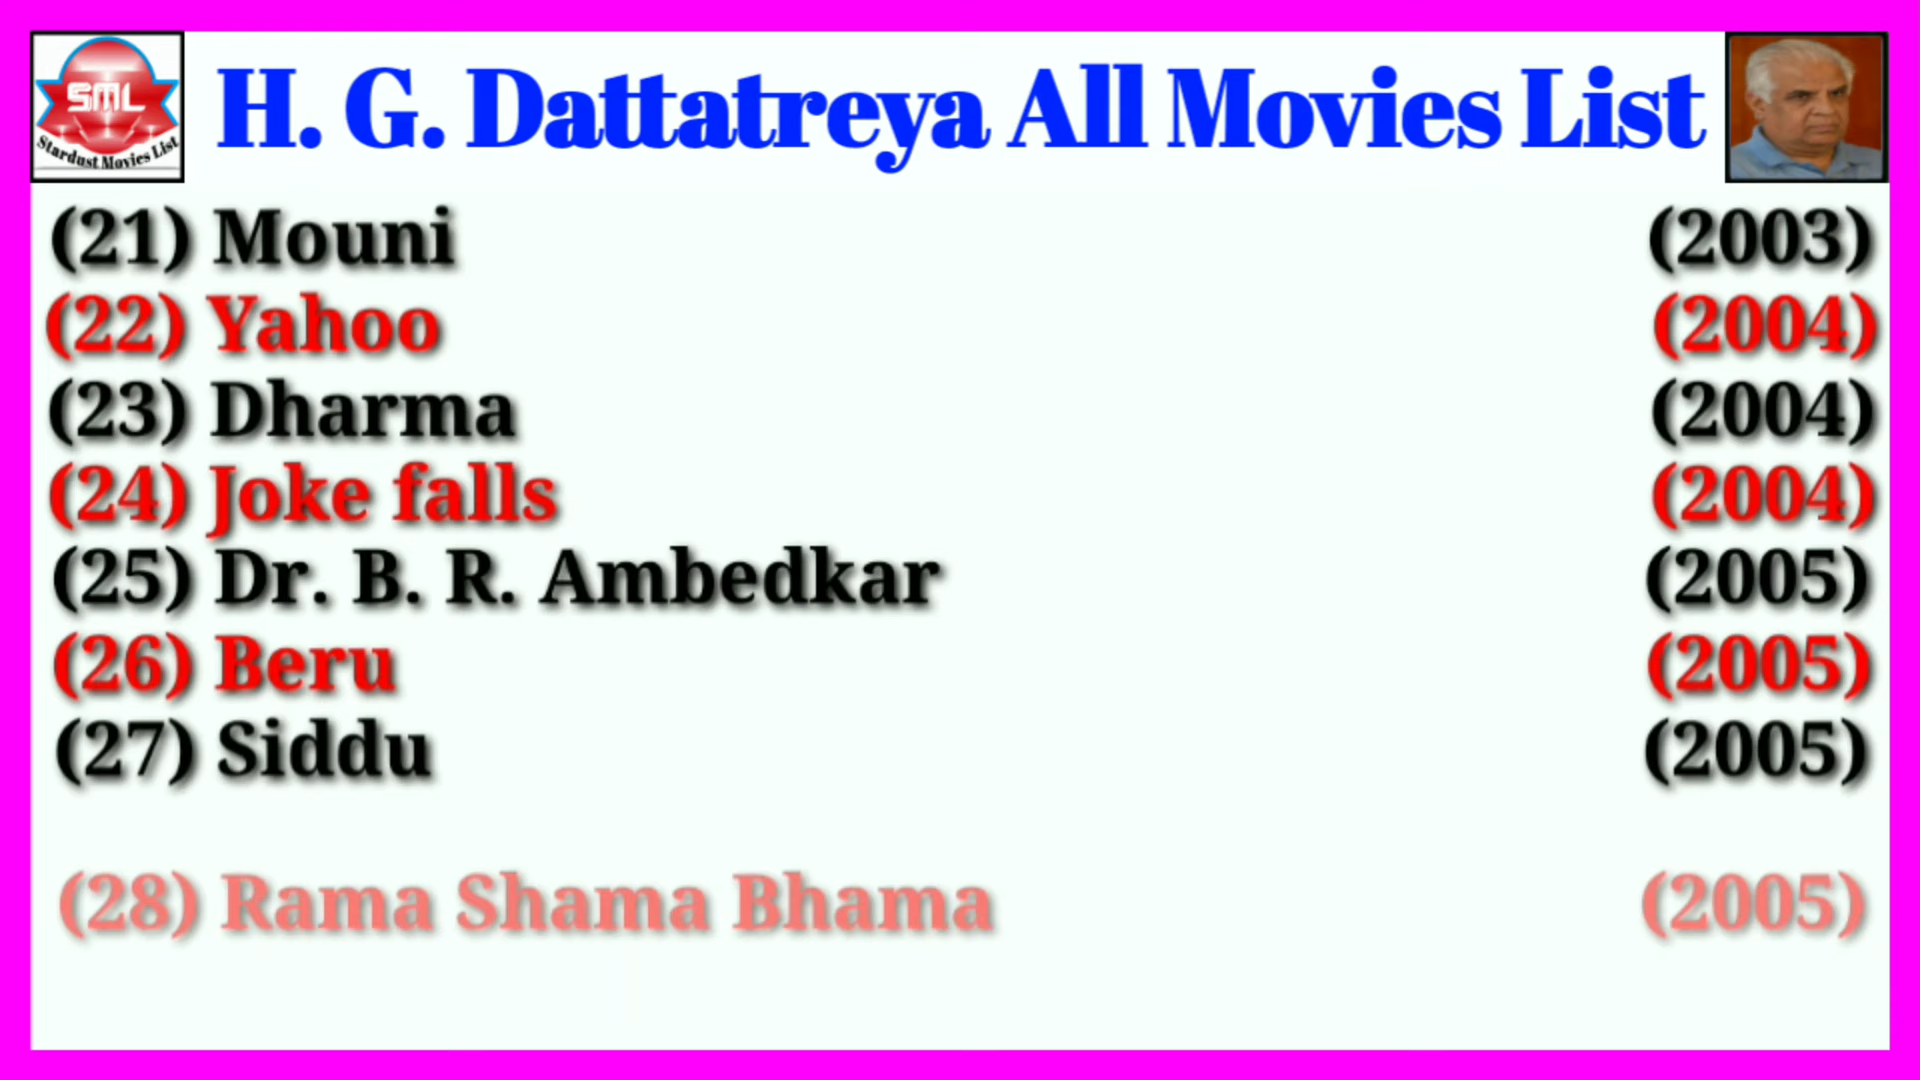 SML
Stardust Movies List
H. G. Dattatreya All Movies List
(21) Mouni (2003)
(22) Yahoo (2004)
(23) Dharma (2004)
(24) Joke falls (2004)
(25) Dr. B. R. Ambedkar (2005)
(26) Beru (2005)
(27) Siddu (2005)
(28) Rama Shama Bhama (2005)